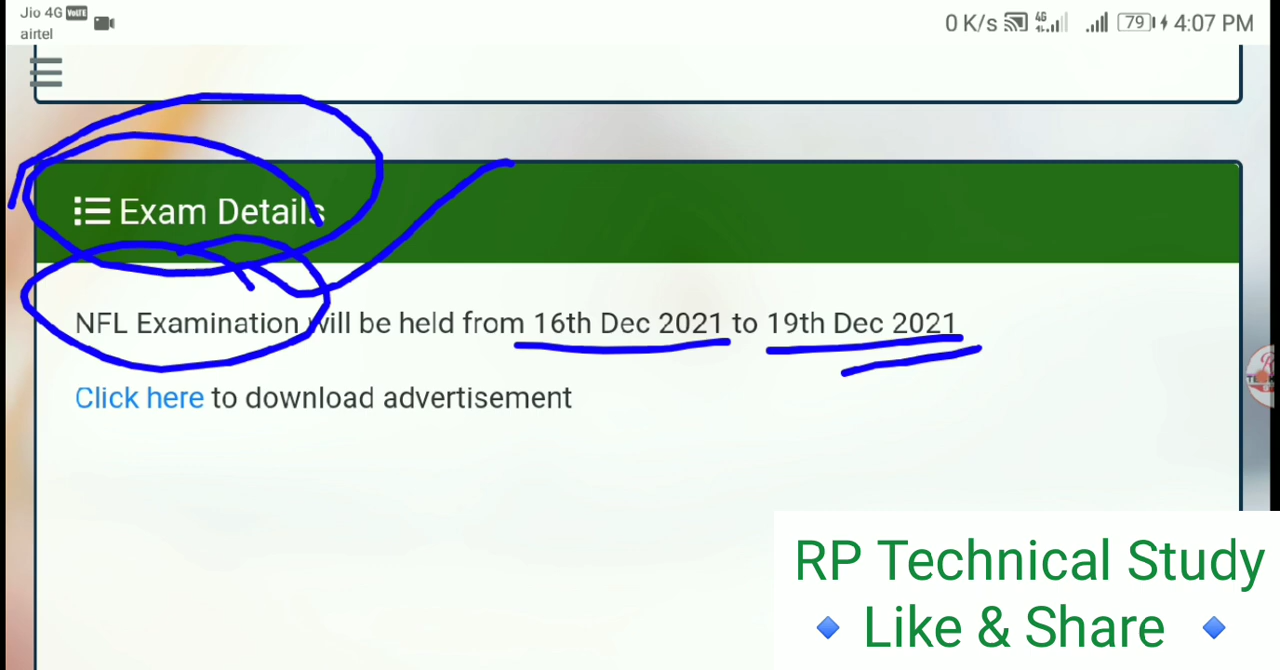 Jio 4G VoLTE
airtel
0 K/s 4G 79 4:07 PM
Exam Details
NFL Examination will be held from 16th Dec 2021 to 19th Dec 2021
Click here to download advertisement
RP Technical Study
🔹 Like & Share 🔹